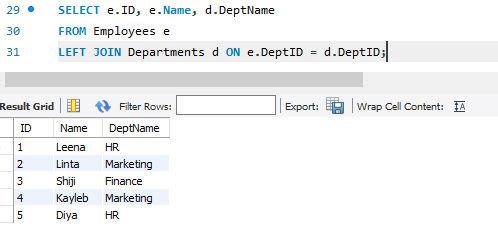 29 SELECT e.ID, e.Name, d.DeptName
30 FROM Employees e
31 LEFT JOIN Departments d ON e.DeptID = d.DeptID;
Result Grid Filter Rows: Export: Wrap Cell Content: IA
ID Name DeptName
1 Leena HR
2 Linta Marketing
3 Shiji Finance
4 Kayleb Marketing
5 Diya HR